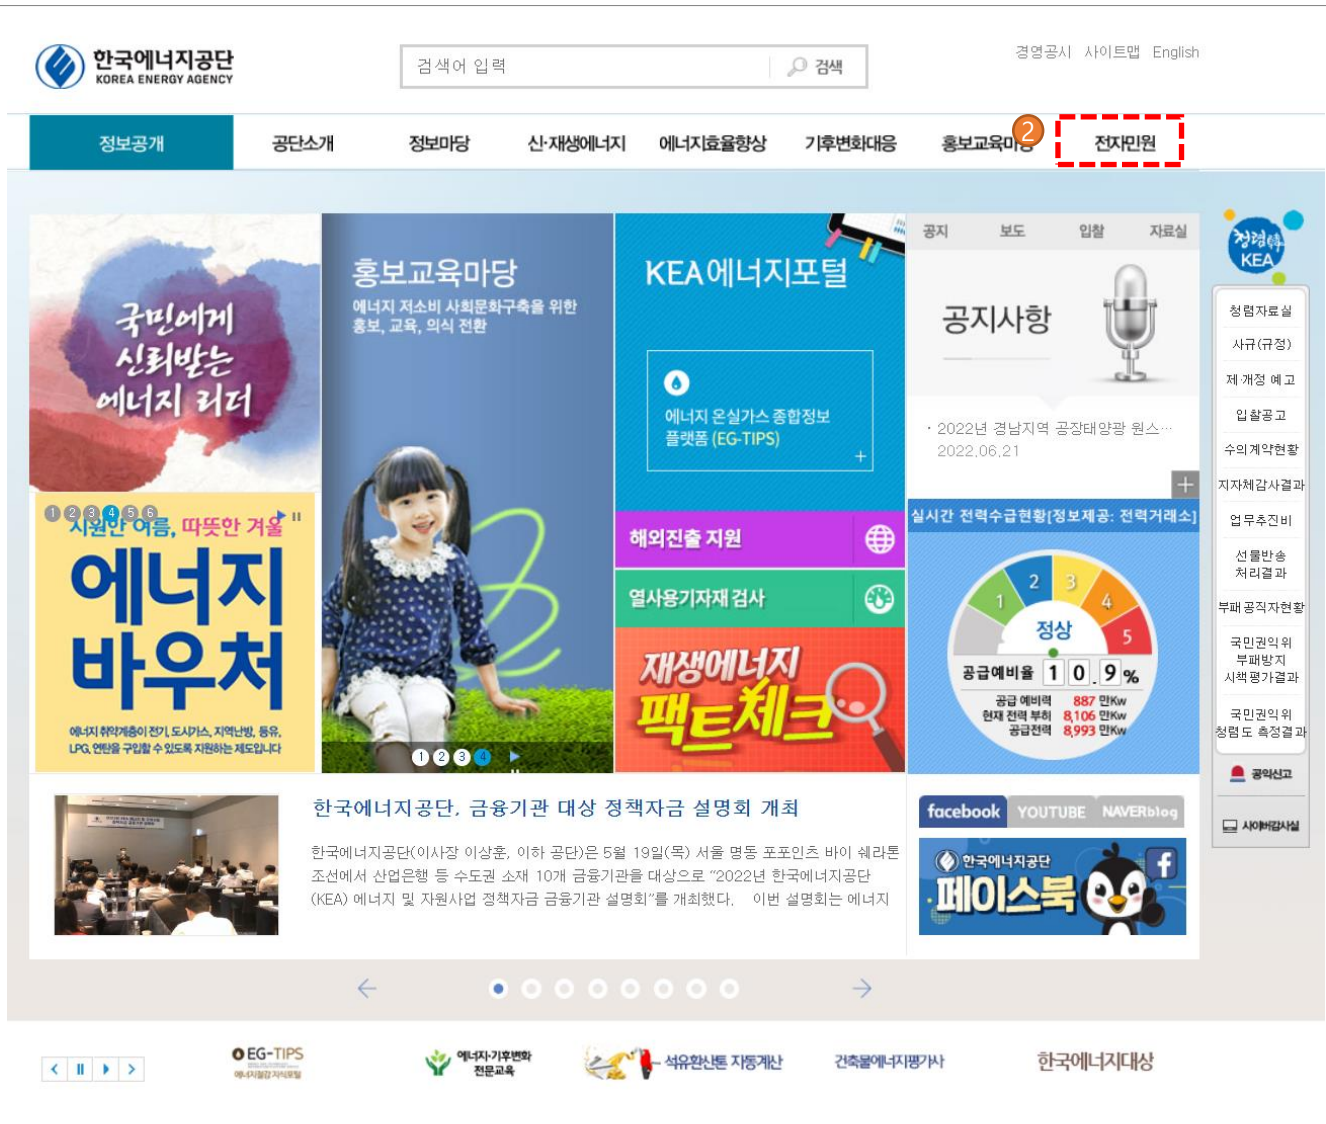 한국에너지공단
KOREA ENERGY AGENCY
검색어 입력
검색
경영공시 사이트맵 English
정보공개 공단소개 정보마당 신·재생에너지 에너지효율향상 기후변화대응 홍보교육마당 전자민원
2
국민에게
신뢰받는
에너지 리더
1 2 3 4 5 6
시원한 여름, 따뜻한 겨울
에너지
바우처
에너지 취약계층이 전기, 도시가스, 지역난방, 등유,
LPG, 연탄을 구입할 수 있도록 지원하는 제도입니다
홍보교육마당
에너지 저소비 사회문화구축을 위한
홍보, 교육, 의식 전환
1 2 3 4
KEA에너지포털
에너지 온실가스 종합정보
플랫폼 (EG-TIPS)
+
해외진출 지원
열사용기자재 검사
재생에너지
팩트체크
공지 보도 입찰 자료실
공지사항
· 2022년 경남지역 공장태양광 원스…
2022.06.21
+
실시간 전력수급현황[정보제공: 전력거래소]
1 2 3 4 5
정상
공급예비율 1 0 . 9 %
공급 예비력 887 만Kw
현재 전력 부하 8,106 만Kw
공급전력 8,993 만Kw
청렴韓
KEA
청렴자료실
사규(규정)
제·개정 예고
입찰공고
수의계약현황
지자체감사결과
업무추진비
선물반송
처리결과
부패 공직자현황
국민권익위
부패방지
시책평가결과
국민권익위
청렴도 측정결과
공익신고
사이버감사실
한국에너지공단, 금융기관 대상 정책자금 설명회 개최
한국에너지공단(이사장 이상훈, 이하 공단)은 5월 19일(목) 서울 명동 포포인츠 바이 쉐라톤
조선에서 산업은행 등 수도권 소재 10개 금융기관을 대상으로 “2022년 한국에너지공단
(KEA) 에너지 및 자원사업 정책자금 금융기관 설명회”를 개최했다. 이번 설명회는 에너지
facebook YOUTUBE NAVERblog
한국에너지공단
페이스북
EG-TIPS
에너지절감 지식포털
에너지·기후변화
전문교육
석유환산톤 자동계산
건축물에너지평가사
한국에너지대상